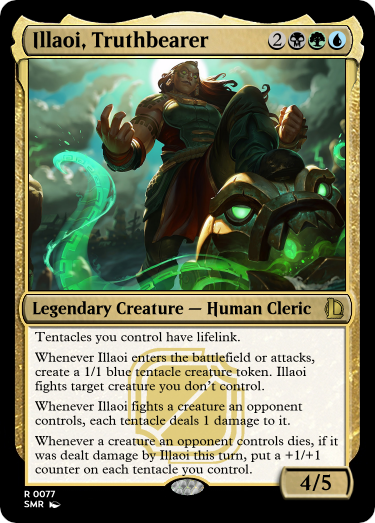 Illaoi, Truthbearer 2
Legendary Creature — Human Cleric
Tentacles you control have lifelink.
Whenever Illaoi enters the battlefield or attacks,
create a 1/1 blue tentacle creature token. Illaoi
fights target creature you don't control.
Whenever Illaoi fights a creature an opponent
controls, each tentacle deals 1 damage to it.
Whenever a creature an opponent controls dies, if it
was dealt damage by Illaoi this turn, put a +1/+1
counter on each tentacle you control.
4/5
R 0077
SMR